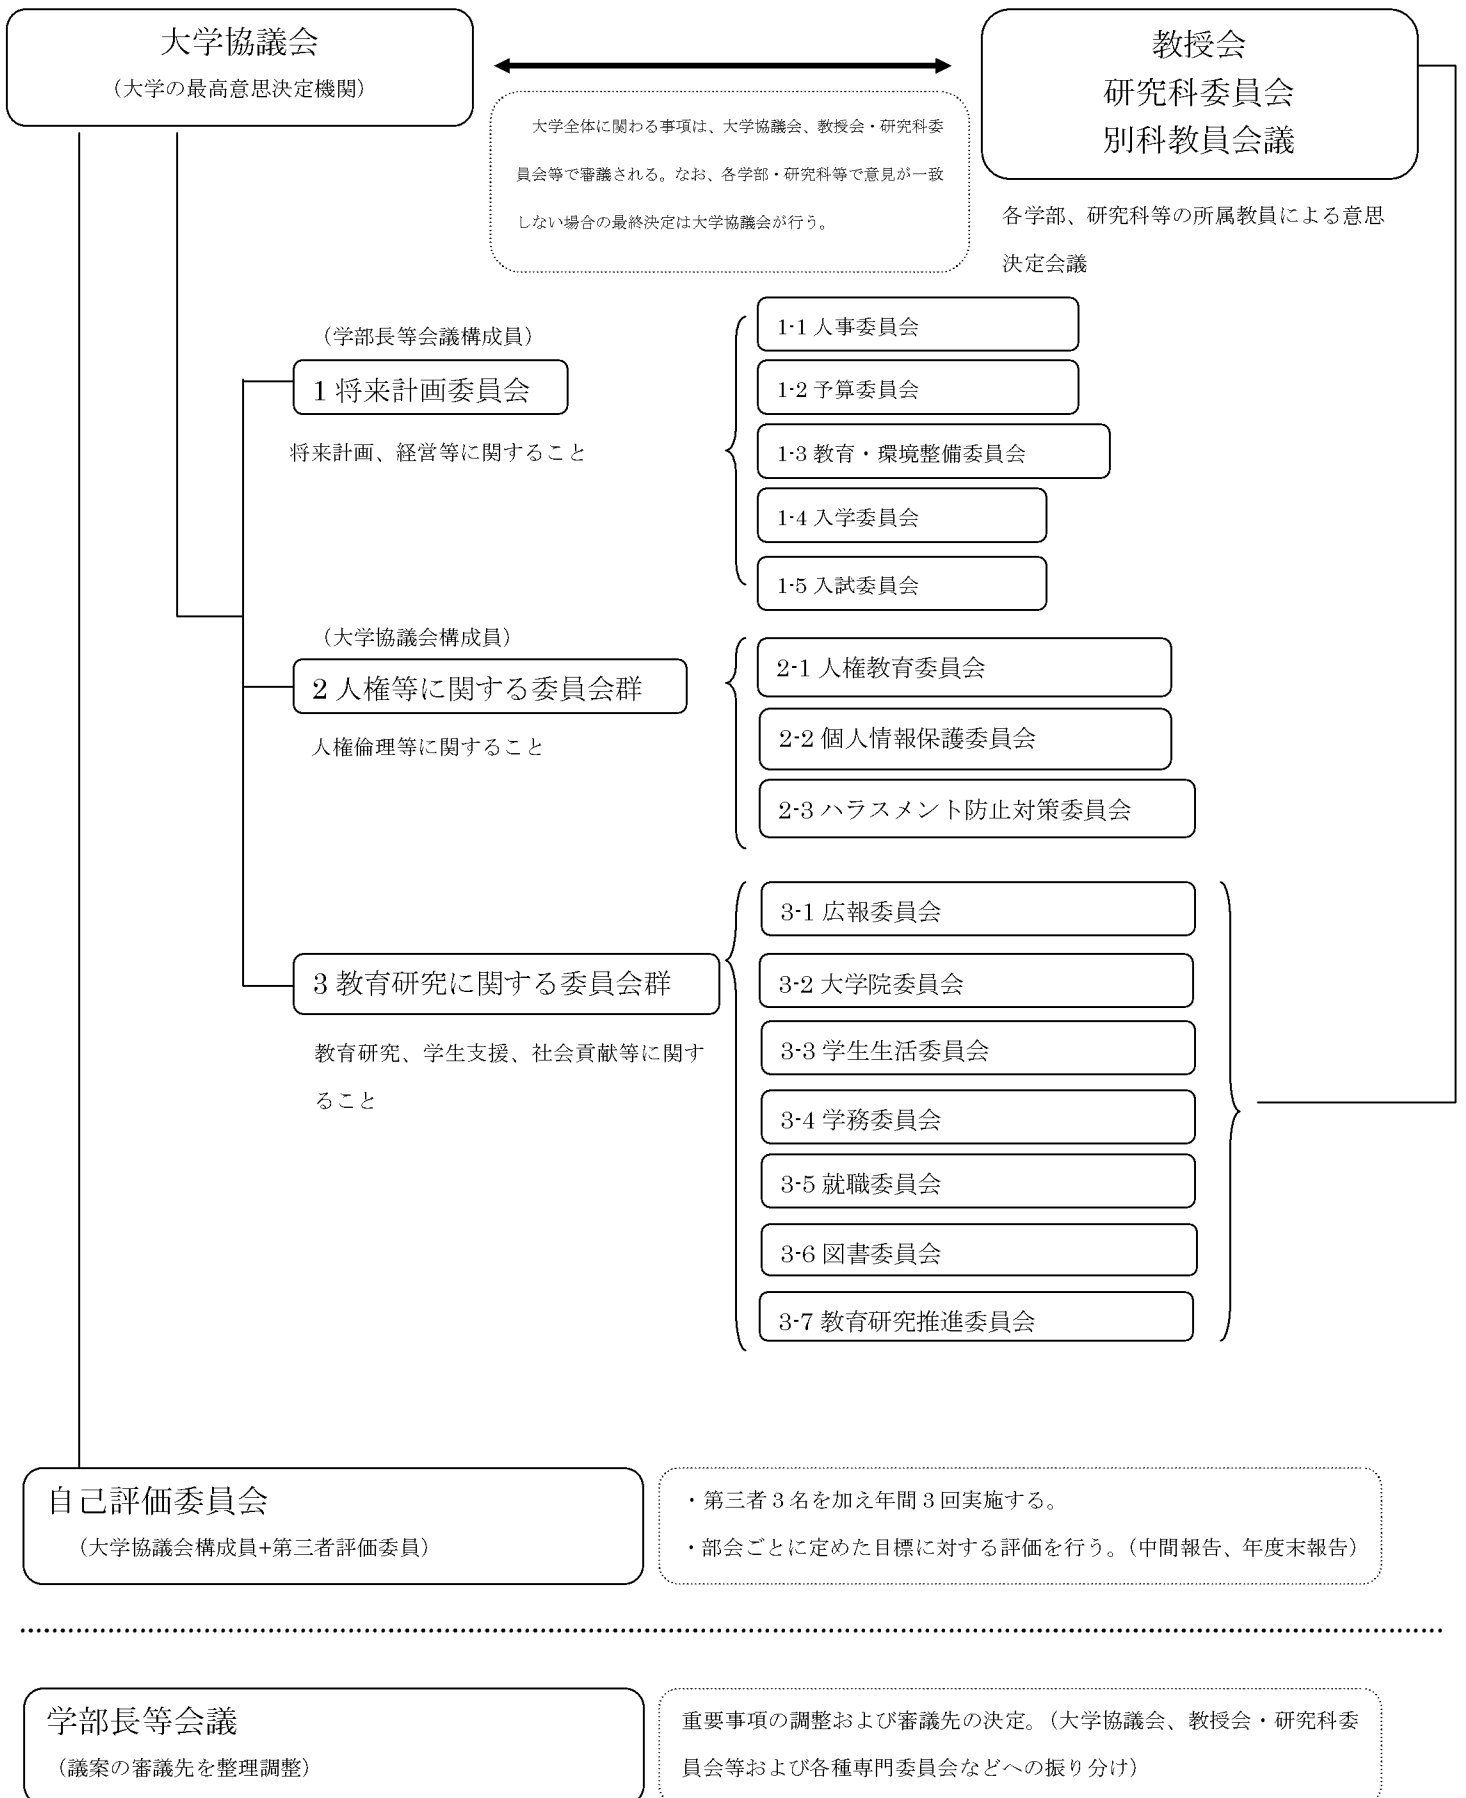 大学協議会
（大学の最高意思決定機関）
教授会
研究科委員会
別科教員会議
大学全体に関わる事項は、大学協議会、教授会・研究科委
員会等で審議される。なお、各学部・研究科等で意見が一致
しない場合の最終決定は大学協議会が行う。
各学部、研究科等の所属教員による意思
決定会議
（学部長等会議構成員）
1 将来計画委員会
将来計画、経営等に関すること
1-1 人事委員会
1-2 予算委員会
1-3 教育・環境整備委員会
1-4 入学委員会
1-5 入試委員会
（大学協議会構成員）
2 人権等に関する委員会群
人権倫理等に関すること
2-1 人権教育委員会
2-2 個人情報保護委員会
2-3 ハラスメント防止対策委員会
3 教育研究に関する委員会群
教育研究、学生支援、社会貢献等に関す
ること
3-1 広報委員会
3-2 大学院委員会
3-3 学生生活委員会
3-4 学務委員会
3-5 就職委員会
3-6 図書委員会
3-7 教育研究推進委員会
自己評価委員会
（大学協議会構成員+第三者評価委員）
・第三者３名を加え年間３回実施する。
・部会ごとに定めた目標に対する評価を行う。（中間報告、年度末報告）
学部長等会議
（議案の審議先を整理調整）
重要事項の調整および審議先の決定。（大学協議会、教授会・研究科委
員会等および各種専門委員会などへの振り分け）